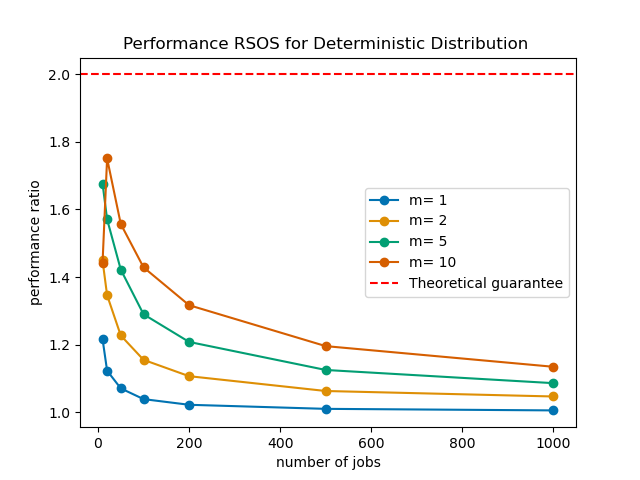 Performance RSOS for Deterministic Distribution
performance ratio
2.0
1.8
1.6
1.4
1.2
1.0
m= 1
m= 2
m= 5
m= 10
Theoretical guarantee
0
200
400
600
800
1000
number of jobs